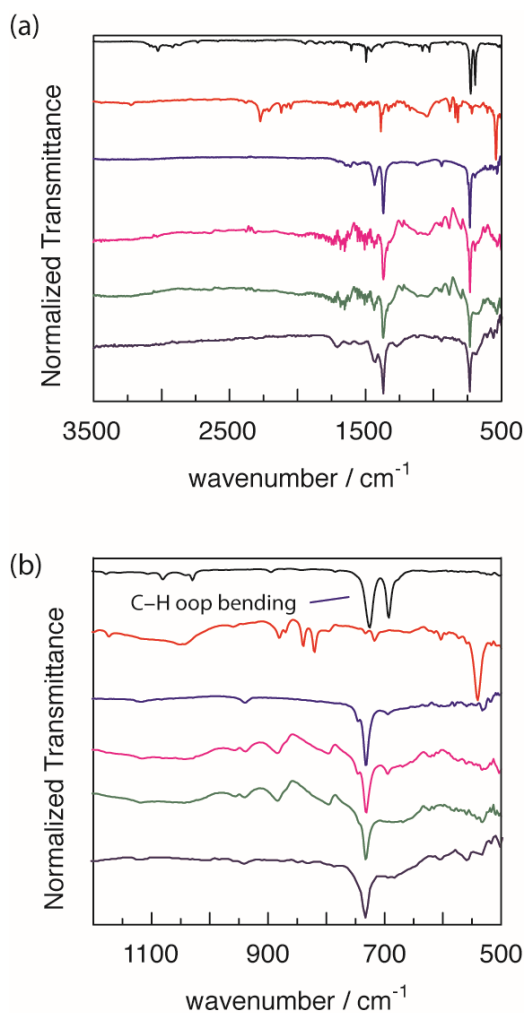 (a)
Normalized Transmittance
3500 2500 1500 500
wavenumber / cm⁻¹
(b)
C–H oop bending
Normalized Transmittance
1100 900 700 500
wavenumber / cm⁻¹